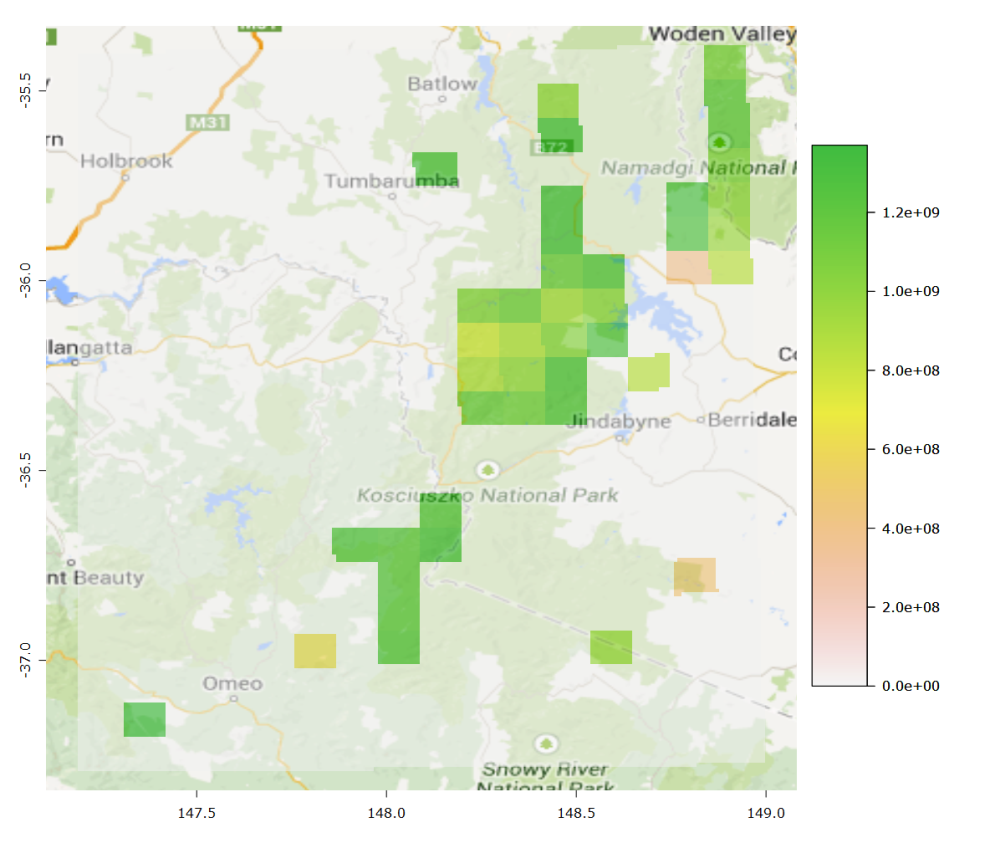 M31
Woden Valley
-35.5
Batlow
M31
rn
Holbrook
B72
Namadgi National P
Tumbarumba
1.2e+09
-36.0
1.0e+09
llangatta
Co
8.0e+08
Jindabyne
Berridale
6.0e+08
-36.5
Kosciuszko National Park
4.0e+08
nt Beauty
2.0e+08
-37.0
Omeo
0.0e+00
Snowy River
National Park
147.5
148.0
148.5
149.0